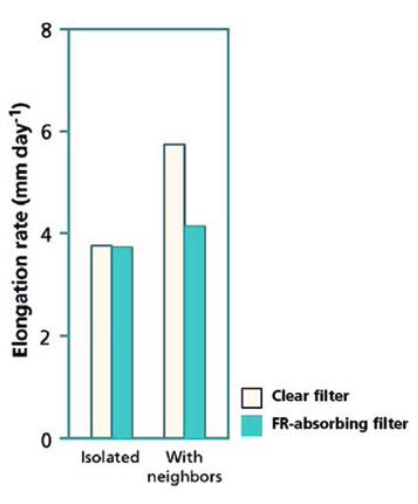 Elongation rate (mm day⁻¹)
8
6
4
2
0
Isolated
With
neighbors
Clear filter
FR-absorbing filter